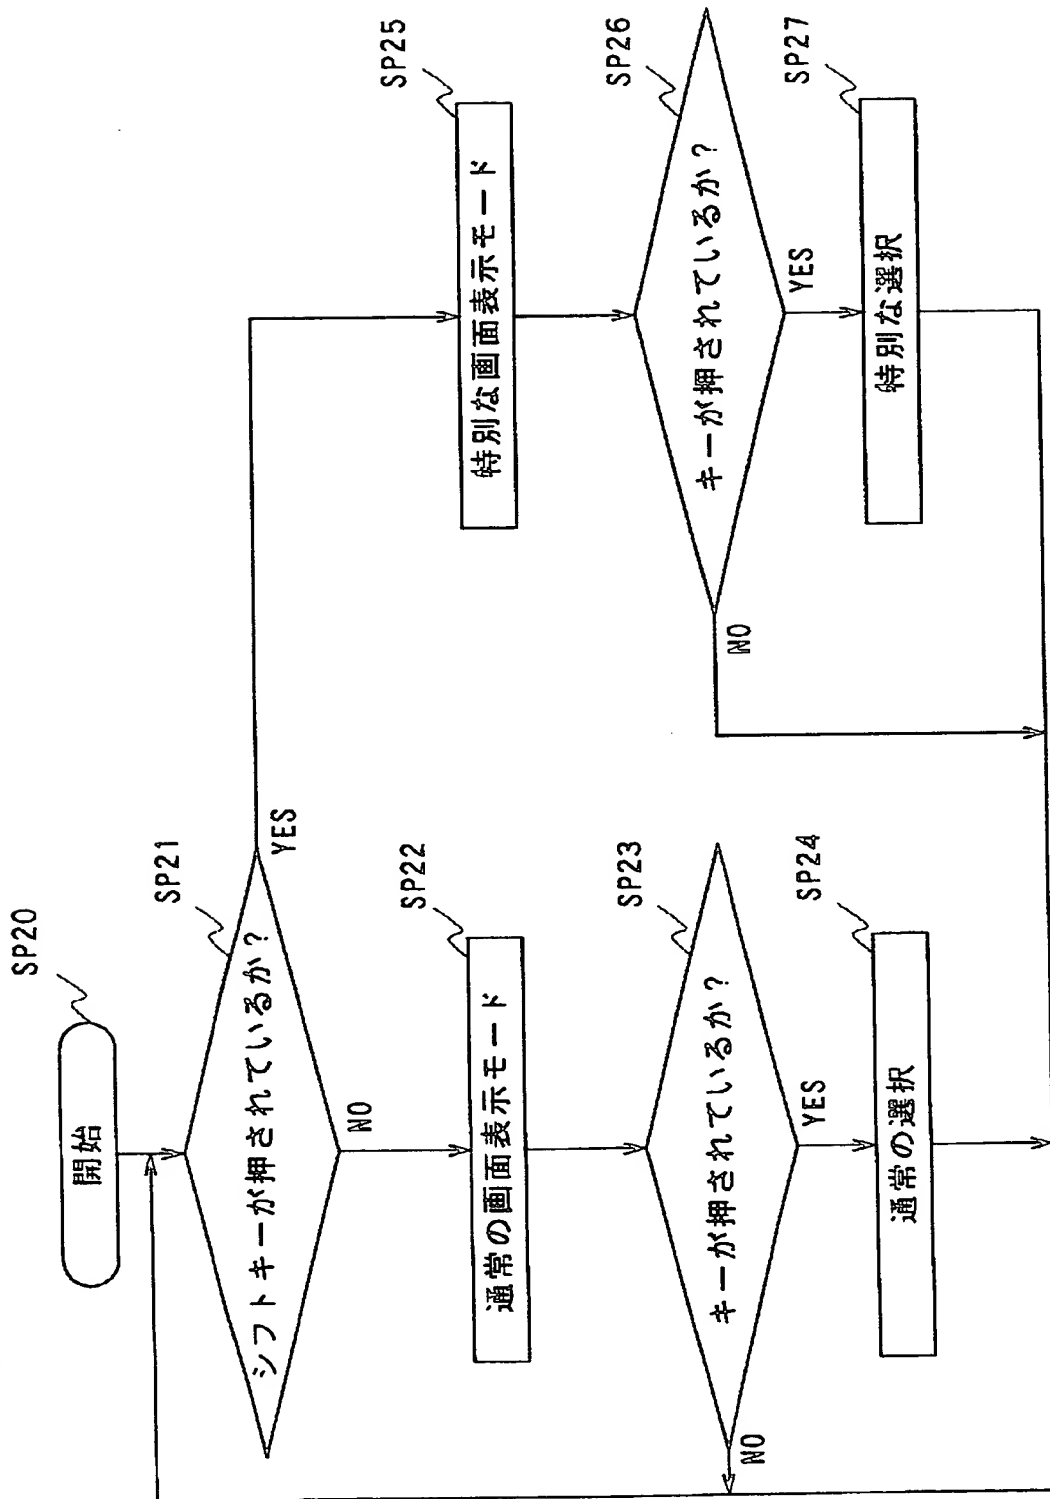 開始
SP20
シフトキーが押されているか？
SP21
YES
NO
通常の画面表示モード
SP22
キーが押されているか？
SP23
YES
NO
通常の選択
SP24
特別な画面表示モード
SP25
キーが押されているか？
SP26
YES
NO
特別な選択
SP27